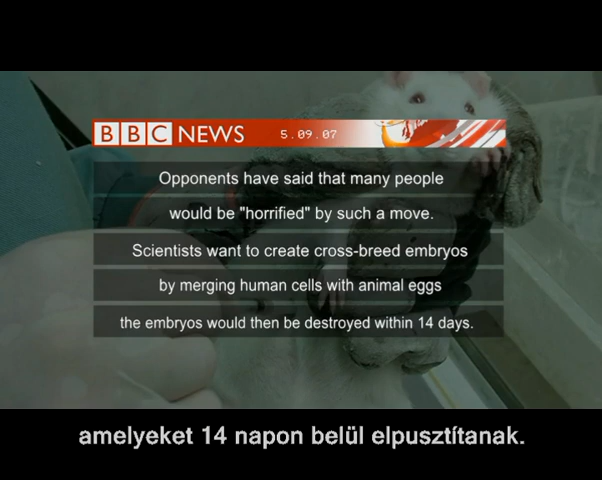 BBC NEWS 5.09.07
Opponents have said that many people
would be "horrified" by such a move.
Scientists want to create cross-breed embryos
by merging human cells with animal eggs
the embryos would then be destroyed within 14 days.
amelyeket 14 napon belül elpusztítanak.